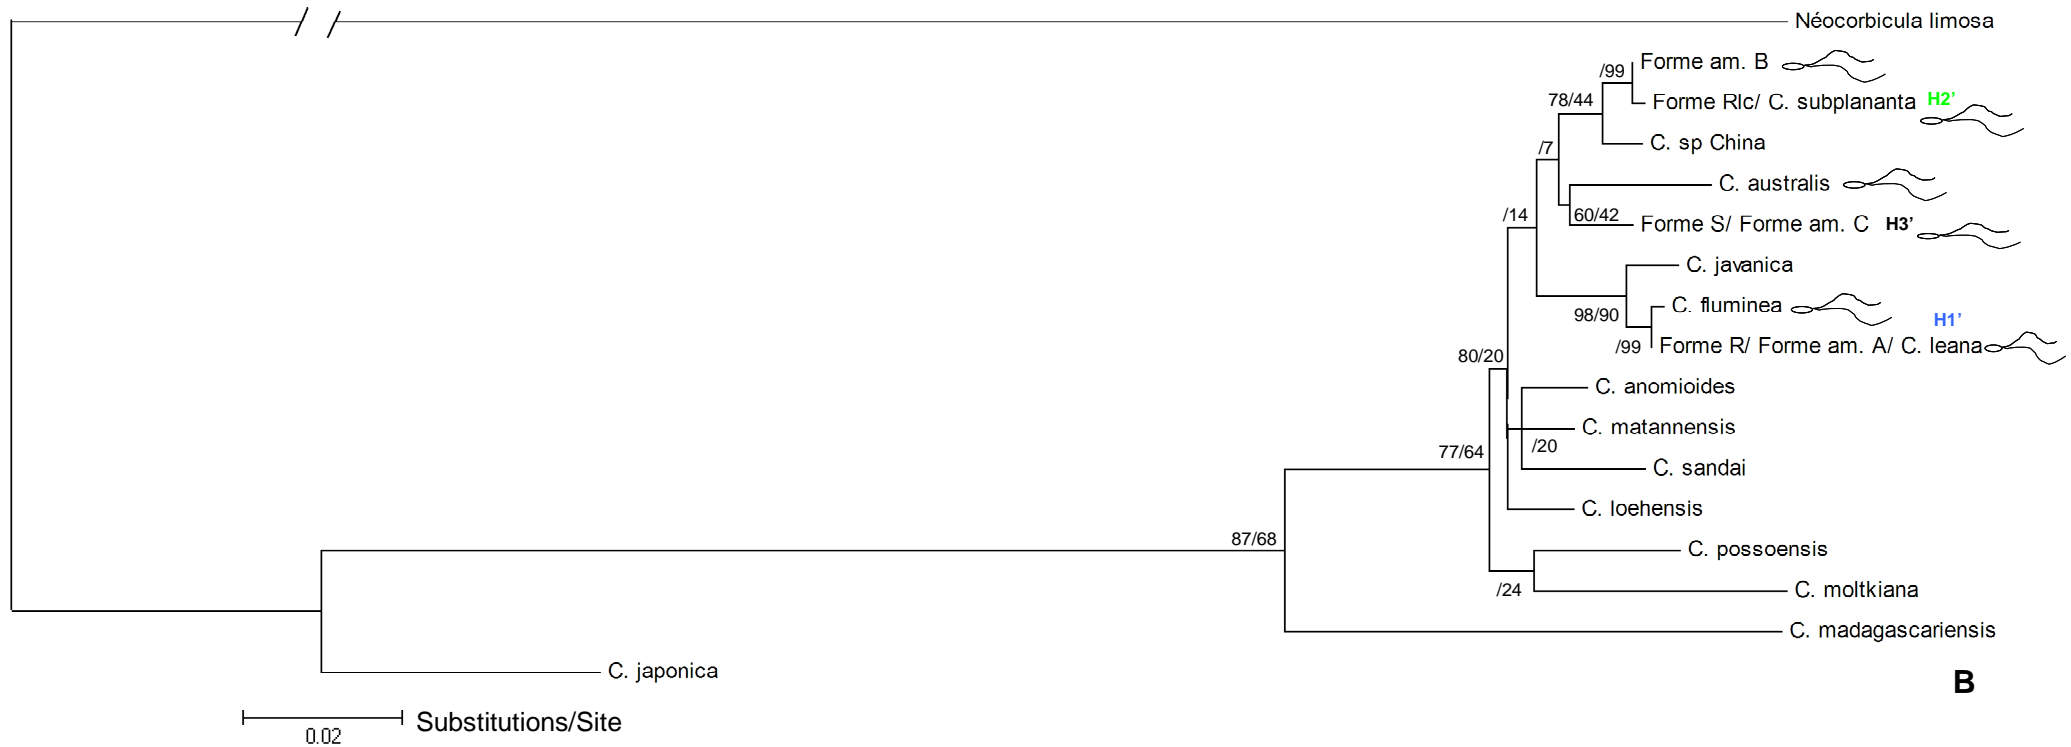 Néocorbicula limosa
Forme am. B
/99
Forme Rlc/ C. subplananta H2'
78/44
C. sp China
/7
C. australis
/14
60/42
Forme S/ Forme am. C H3'
C. javanica
C. fluminea
98/90
H1'
/99
Forme R/ Forme am. A/ C. leana
80/20
C. anomioides
C. matannensis
/20
77/64
C. sandai
C. loehensis
87/68
C. possoensis
/24
C. moltkiana
C. madagascariensis
C. japonica
B
Substitutions/Site
0.02